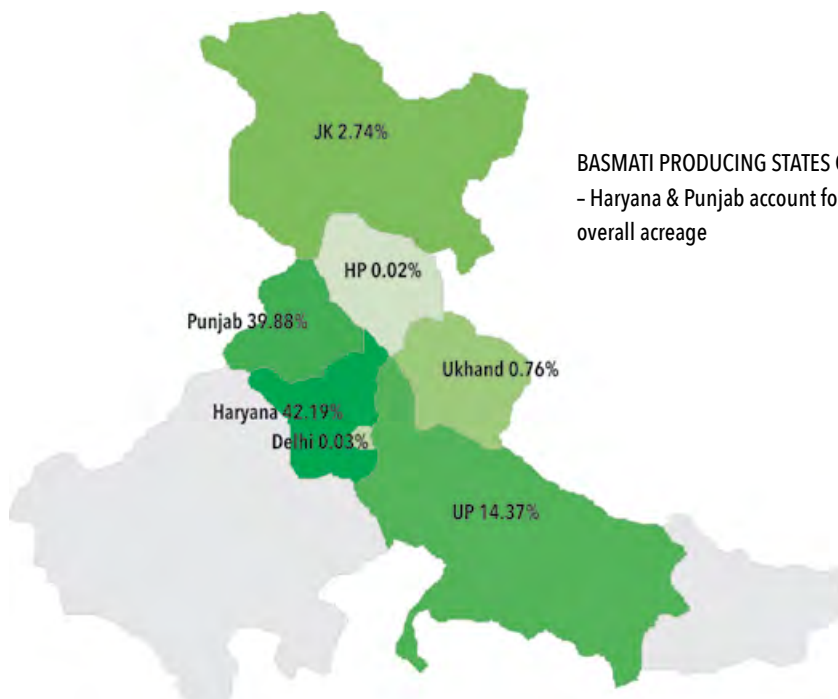 JK 2.74%
BASMATI PRODUCING STATES
– Haryana & Punjab account
overall acreage
HP 0.02%
Punjab 39.88%
Ukhand 0.76%
Haryana 42.19%
Delhi 0.03%
UP 14.37%